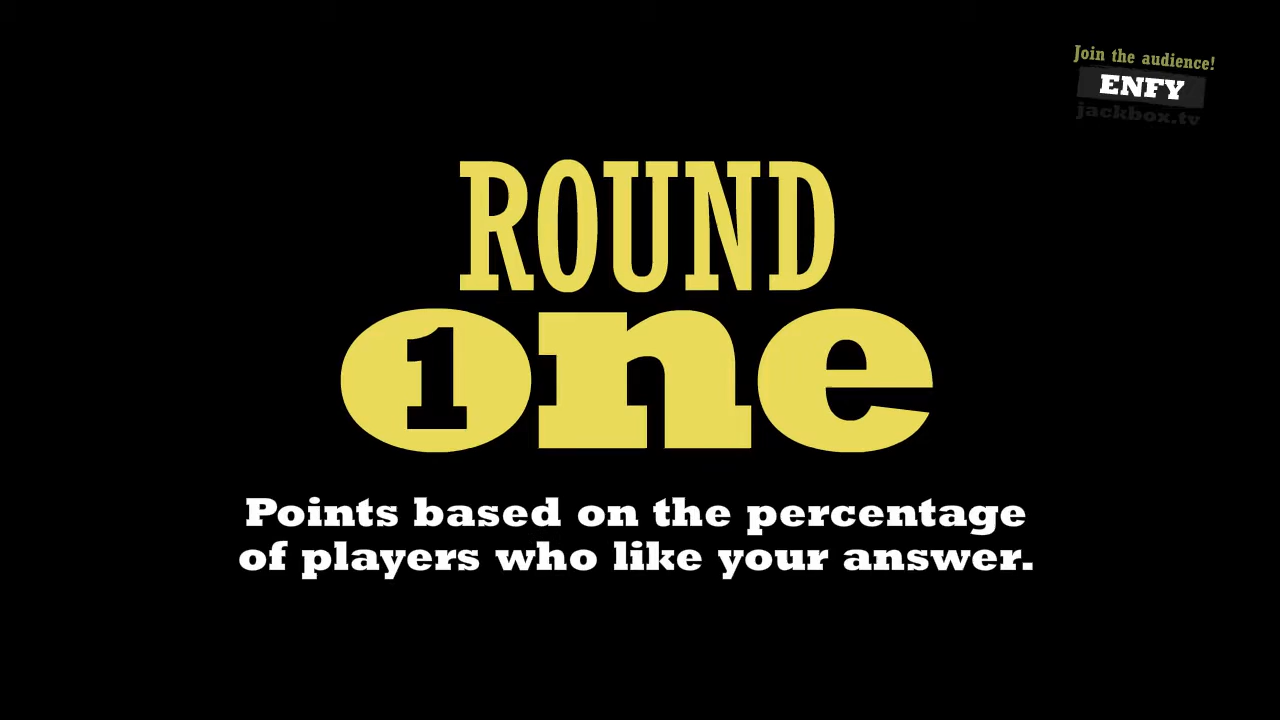 Join the audience!
ENFY
jackbox.tv
ROUND
One
1
Points based on the percentage
of players who like your answer.